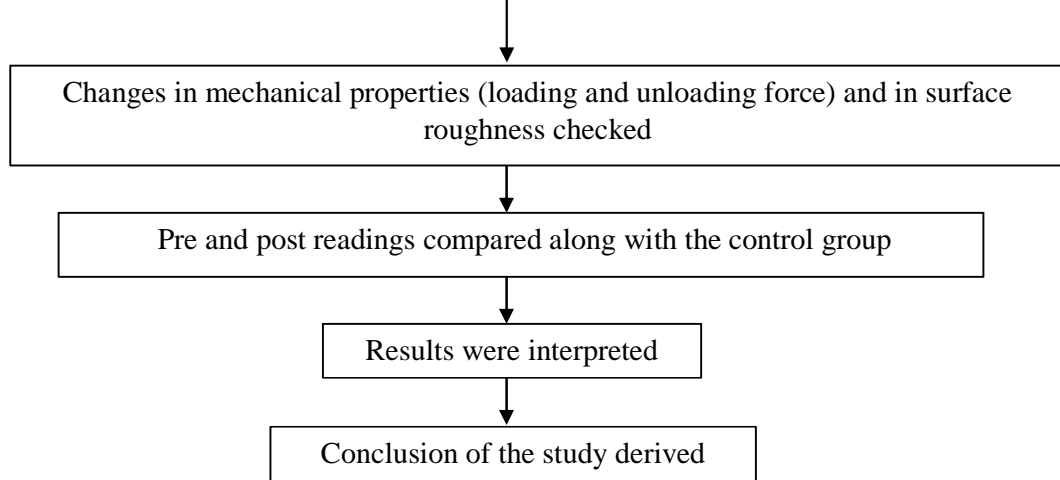 Changes in mechanical properties (loading and unloading force) and in surface
roughness checked
Pre and post readings compared along with the control group
Results were interpreted
Conclusion of the study derived